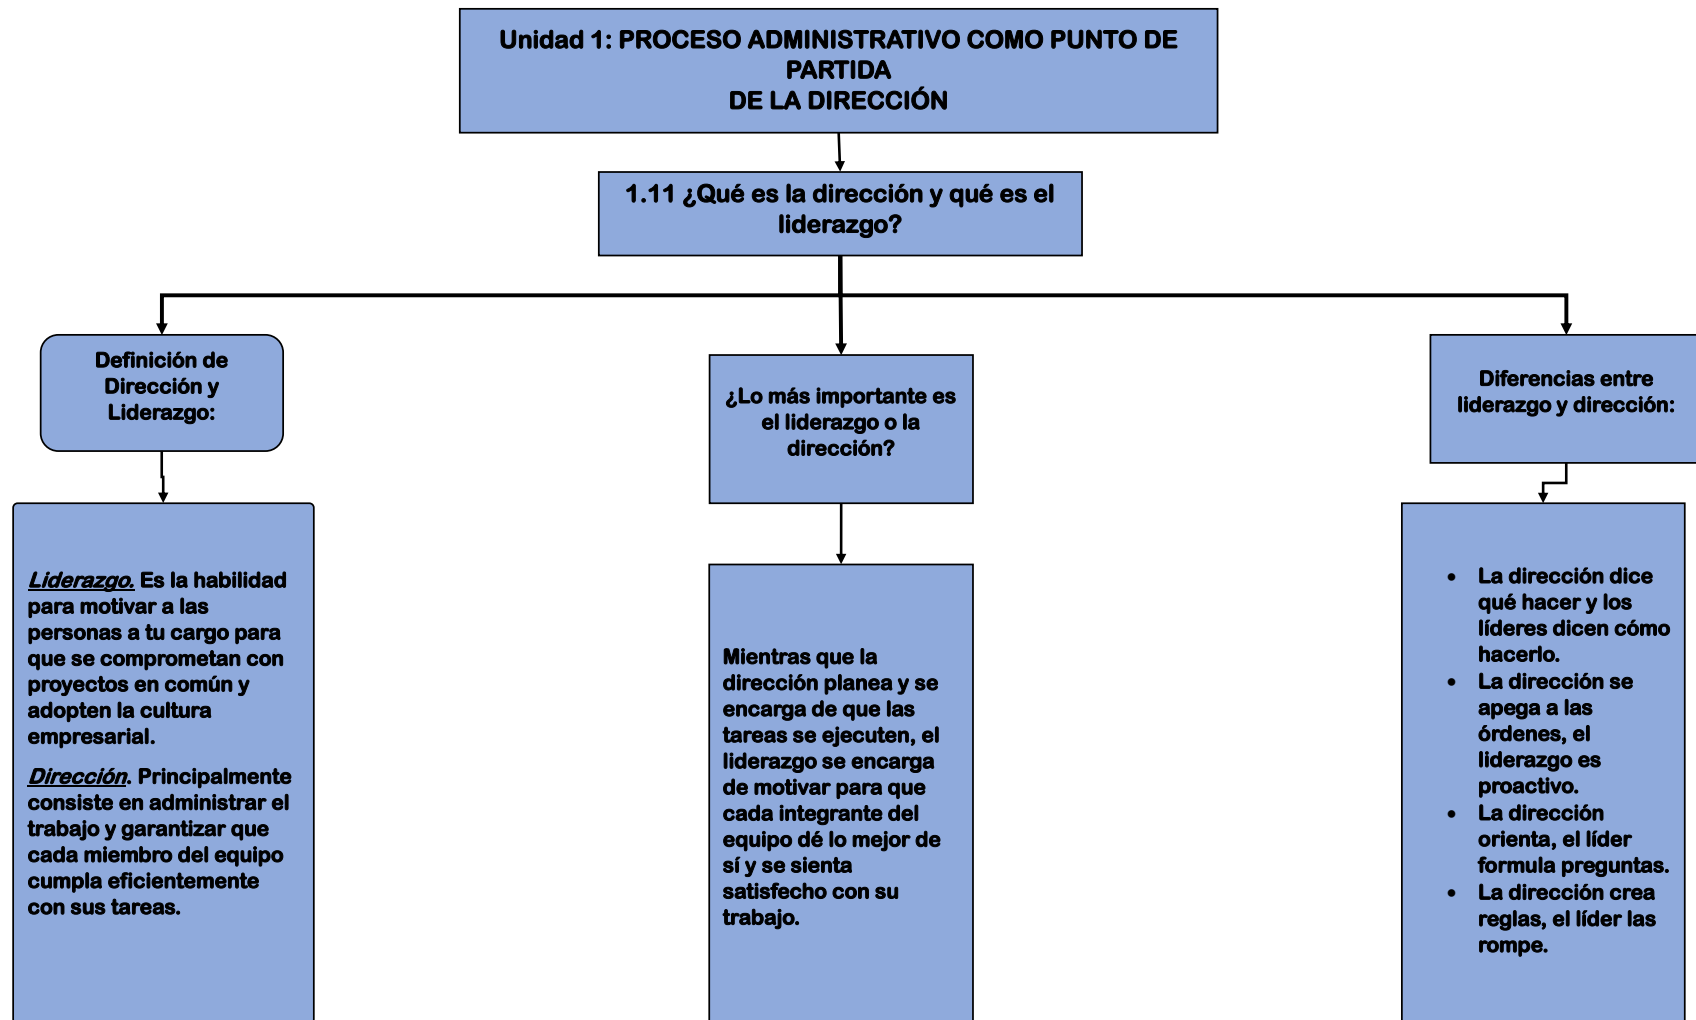 Unidad 1: PROCESO ADMINISTRATIVO COMO PUNTO DE
PARTIDA
DE LA DIRECCIÓN
1.11 ¿Qué es la dirección y qué es el
liderazgo?
Definición de
Dirección y
Liderazgo:
Liderazgo. Es la habilidad
para motivar a las
personas a tu cargo para
que se comprometan con
proyectos en común y
adopten la cultura
empresarial.
Dirección. Principalmente
consiste en administrar el
trabajo y garantizar que
cada miembro del equipo
cumpla eficientemente
con sus tareas.
¿Lo más importante es
el liderazgo o la
dirección?
Mientras que la
dirección planea y se
encarga de que las
tareas se ejecuten, el
liderazgo se encarga
de motivar para que
cada integrante del
equipo dé lo mejor de
sí y se sienta
satisfecho con su
trabajo.
Diferencias entre
liderazgo y dirección:
• La dirección dice
qué hacer y los
líderes dicen cómo
hacerlo.
• La dirección se
apega a las
órdenes, el
liderazgo es
proactivo.
• La dirección
orienta, el líder
formula preguntas.
• La dirección crea
reglas, el líder las
rompe.